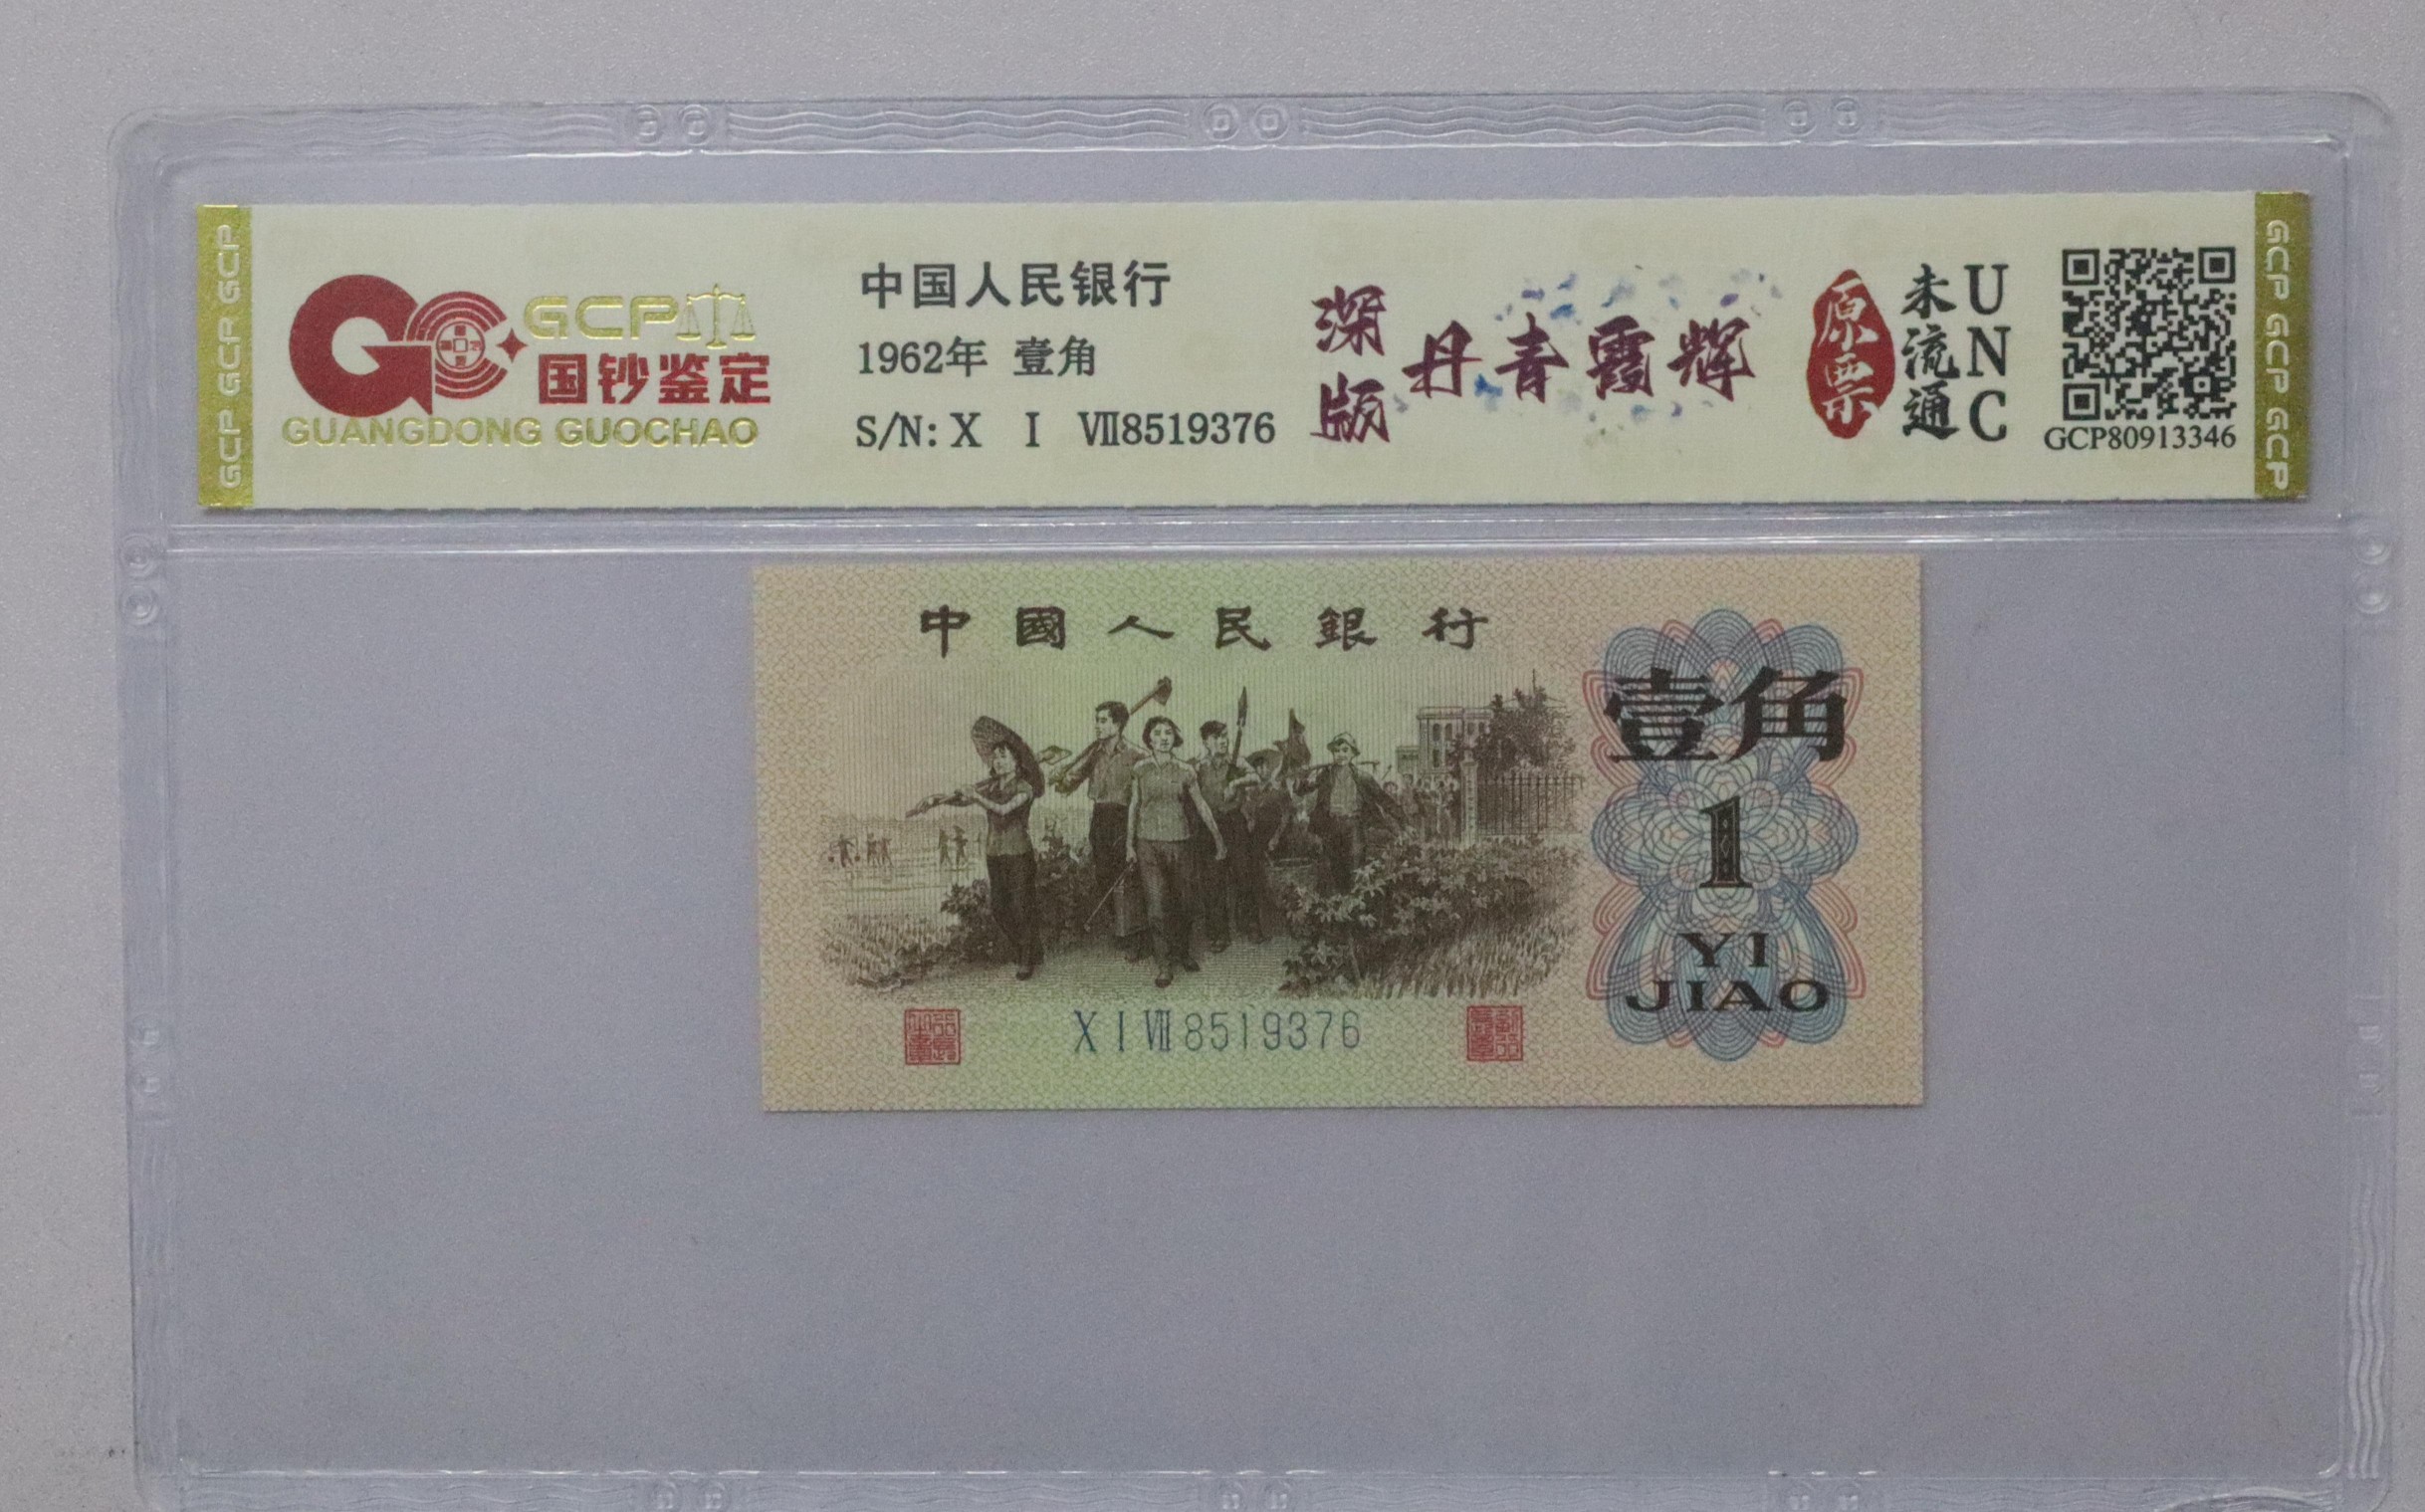 GCP GCP GCP
GCP
国钞鉴定
GUANGDONG GUOCHAO
中国人民银行
1962年 壹角
S/N: X I Ⅶ8519376
深版
丹青霞辉
原票
未流通
UNC
GCP80913346
GCP GCP GCP
中國人民銀行
壹角
1
YI
JIAO
X I Ⅷ 8519376